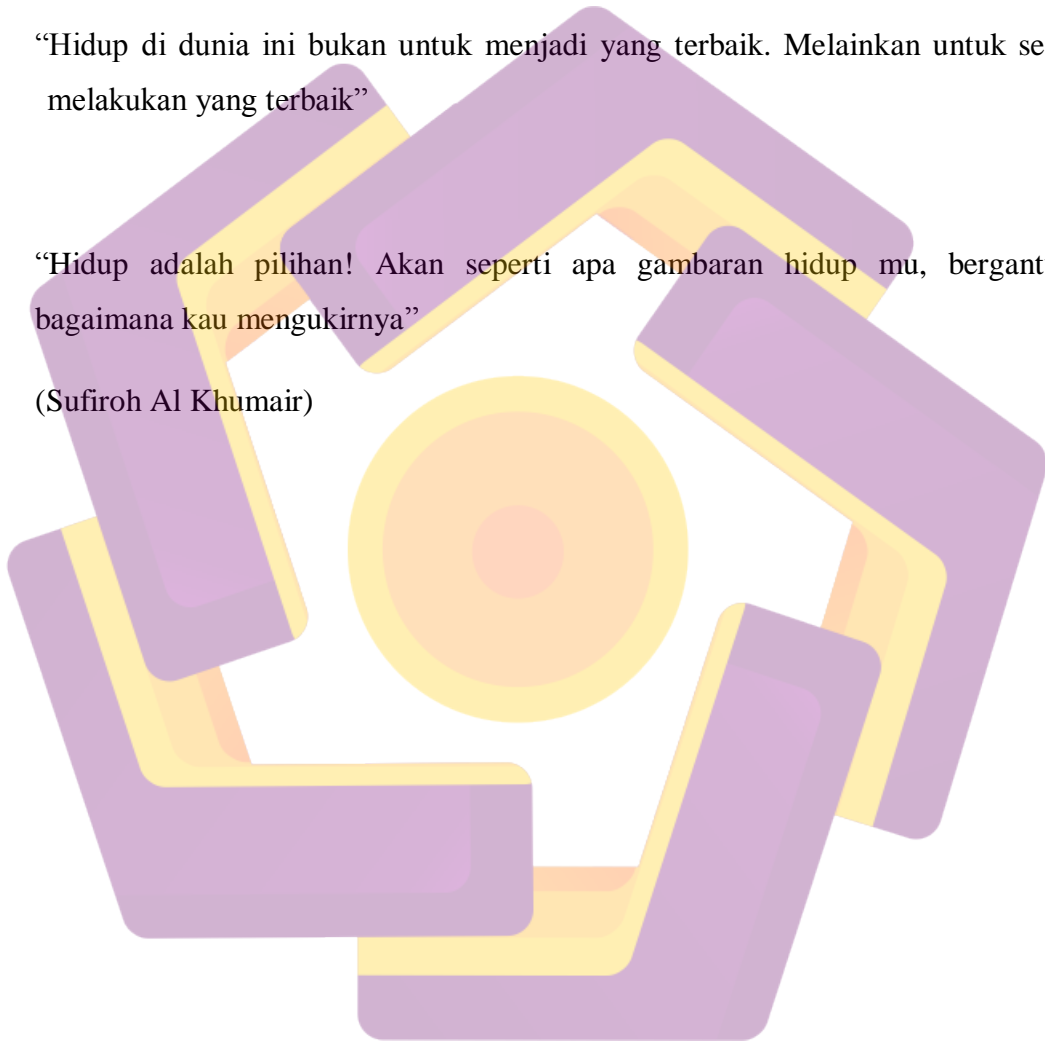 “Hidup di dunia ini bukan untuk menjadi yang terbaik. Melainkan untuk se
melakukan yang terbaik”
“Hidup adalah pilihan! Akan seperti apa gambaran hidup mu, bergant
bagaimana kau mengukirnya”
(Sufiroh Al Khumair)